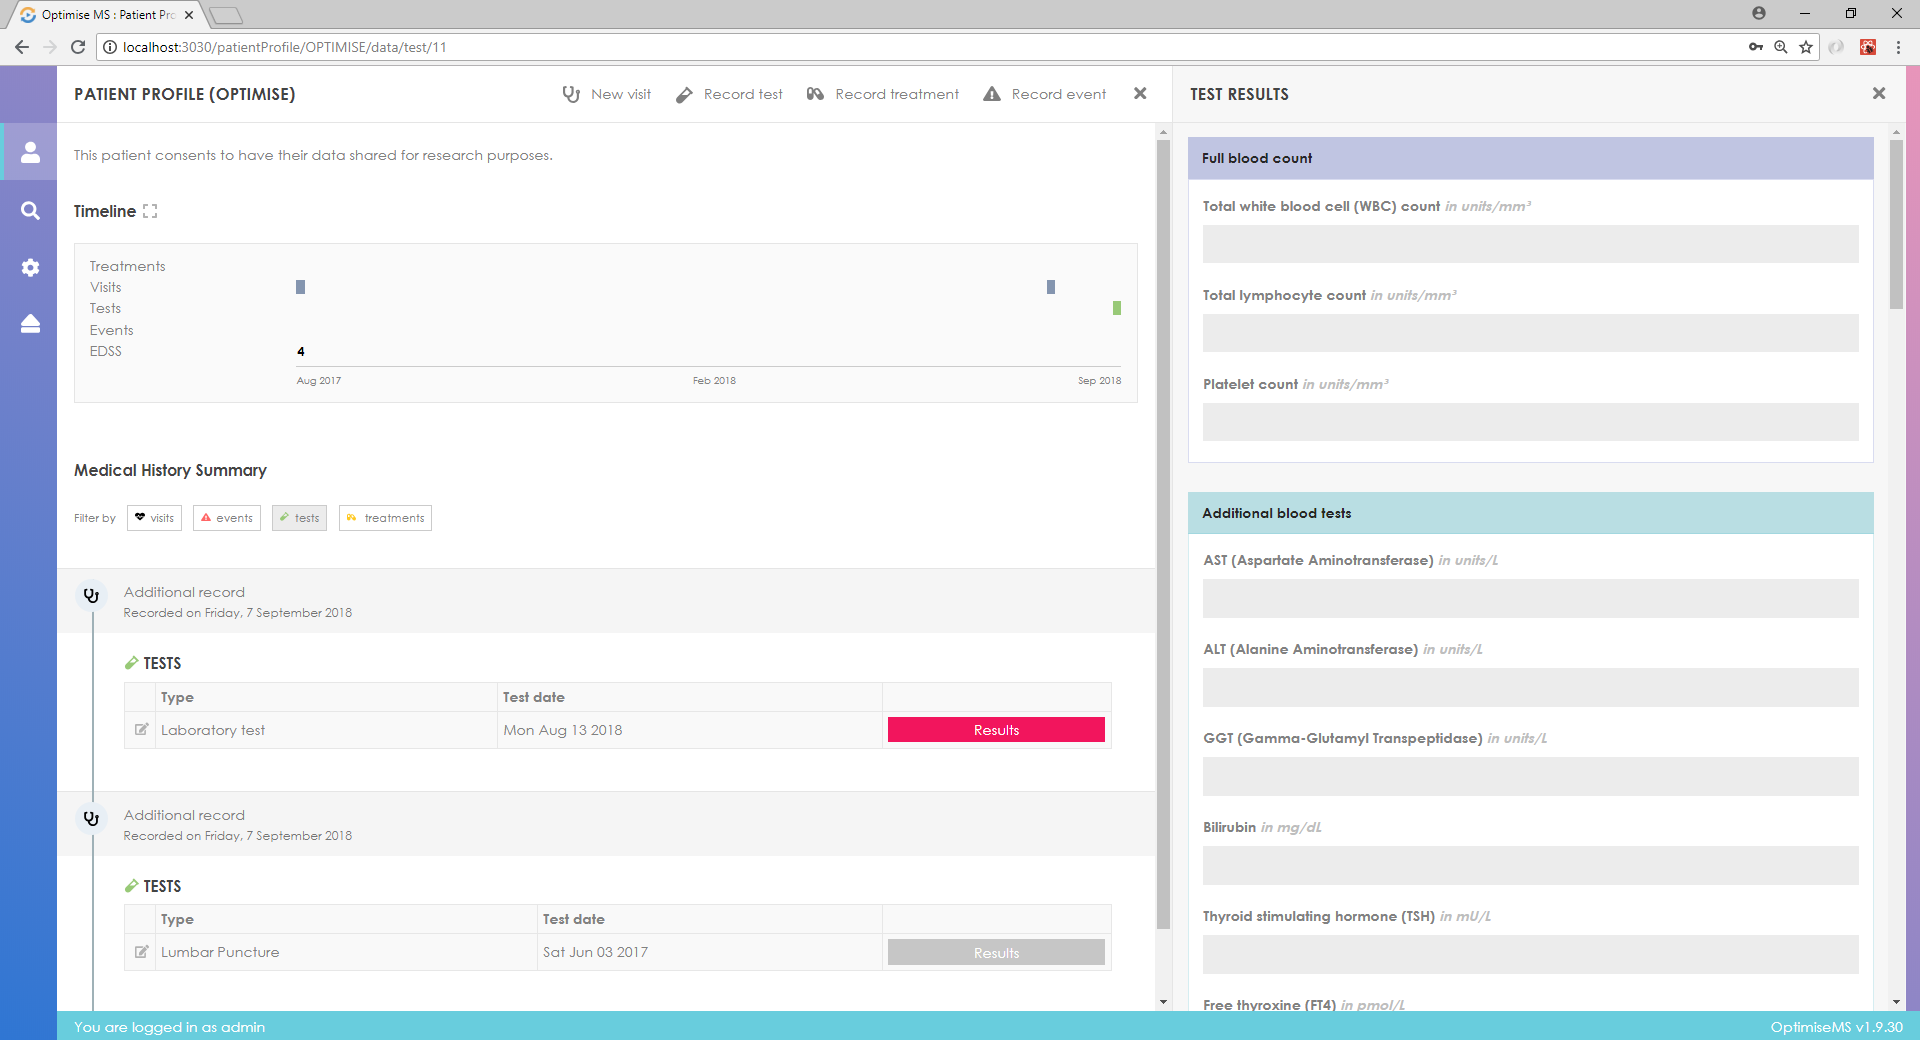 Optimise MS : Patient Pro
localhost:3030/patientProfile/OPTIMISE/data/test/11
PATIENT PROFILE (OPTIMISE)
New visit
Record test
Record treatment
Record event
This patient consents to have their data shared for research purposes.
Timeline
Treatments
Visits
Tests
Events
EDSS
4
Aug 2017
Feb 2018
Sep 2018
Medical History Summary
Filter by visits events tests treatments
Additional record
Recorded on Friday, 7 September 2018
TESTS
Type Test date
Laboratory test Mon Aug 13 2018 Results
Additional record
Recorded on Friday, 7 September 2018
TESTS
Type Test date
Lumbar Puncture Sat Jun 03 2017 Results
TEST RESULTS
Full blood count
Total white blood cell (WBC) count in units/mm³
Total lymphocyte count in units/mm³
Platelet count in units/mm³
Additional blood tests
AST (Aspartate Aminotransferase) in units/L
ALT (Alanine Aminotransferase) in units/L
GGT (Gamma-Glutamyl Transpeptidase) in units/L
Bilirubin in mg/dL
Thyroid stimulating hormone (TSH) in mU/L
Free thyroxine (FT4) in pmol/L
You are logged in as admin
OptimiseMS v1.9.30